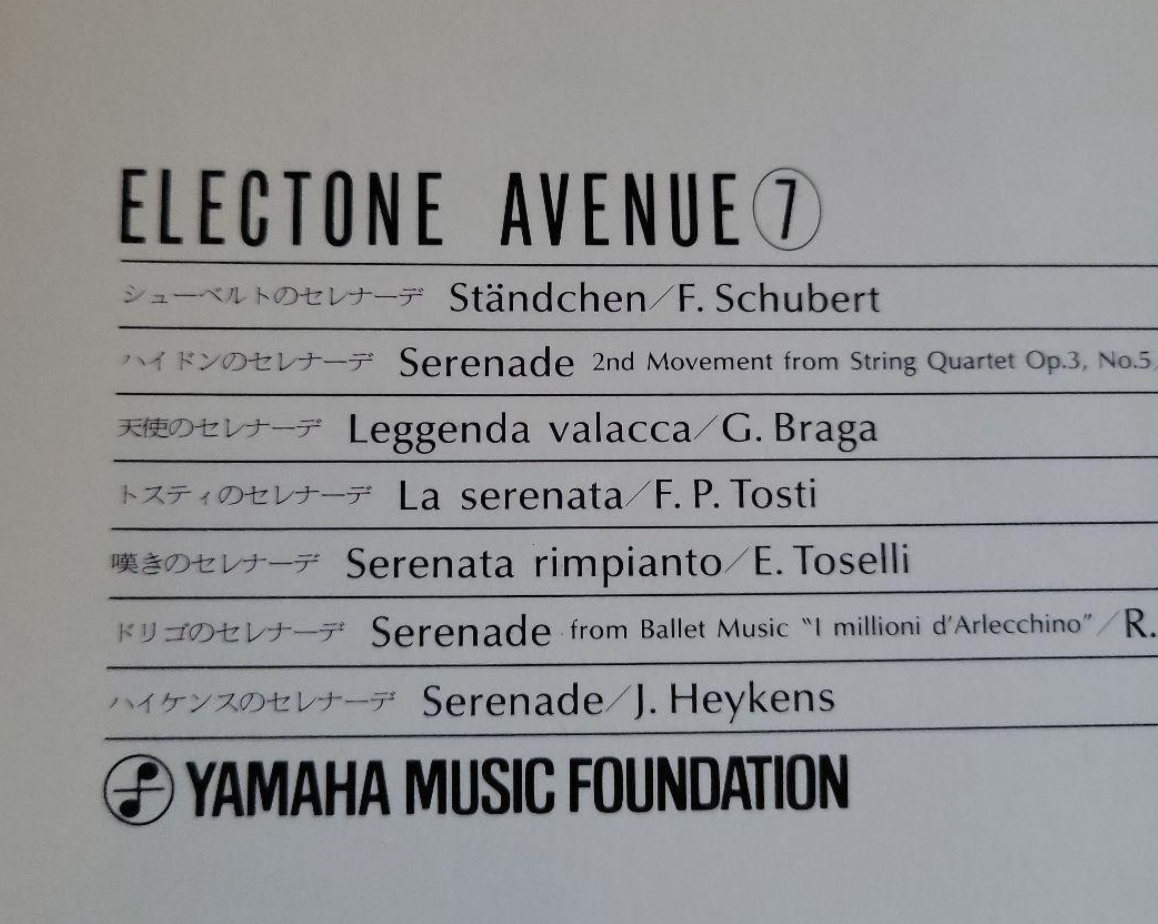 ELECTONE AVENUE⑦
シューベルトのセレナーデ Ständchen/F. Schubert
ハイドンのセレナーデ Serenade 2nd Movement from String Quartet Op.3, No.5/
天使のセレナーデ Leggenda valacca/G. Braga
トスティのセレナーデ La serenata/F. P. Tosti
嘆きのセレナーデ Serenata rimpianto/E. Toselli
ドリゴのセレナーデ Serenade from Ballet Music "I millioni d'Arlecchino"/R.
ハイケンスのセレナーデ Serenade/J. Heykens
YAMAHA MUSIC FOUNDATION